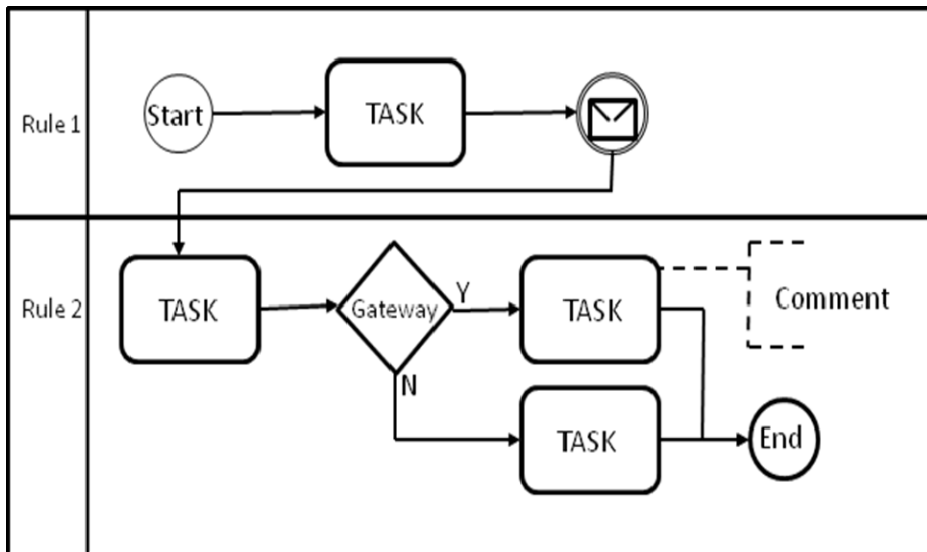 Rule 1
Start
TASK
Rule 2
TASK
Gateway
Y
N
TASK
Comment
TASK
End